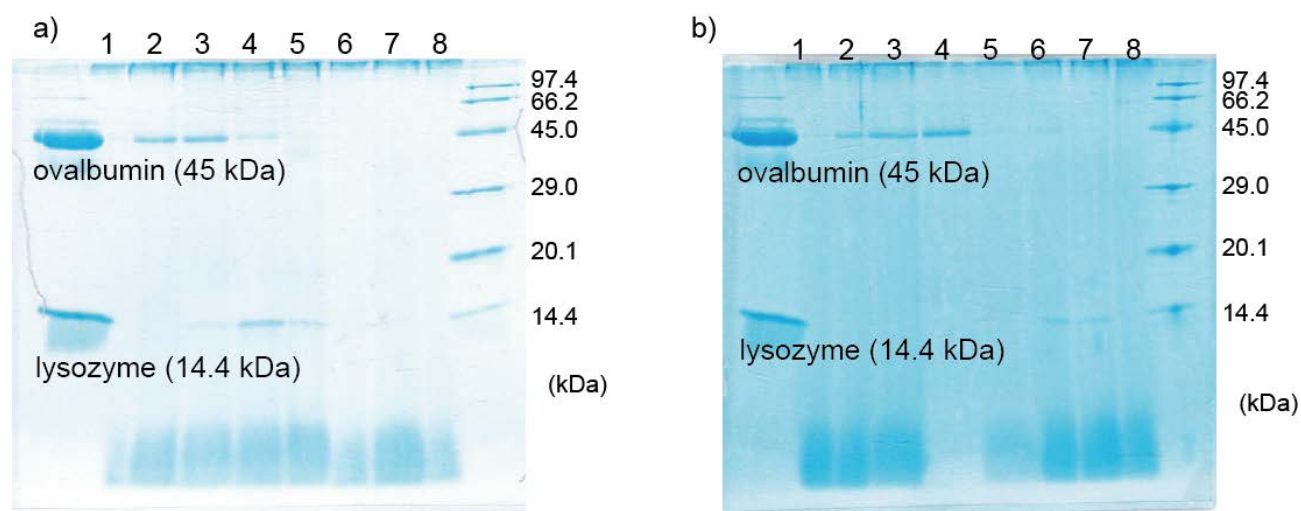 a)
1 2 3 4 5 6 7 8
97.4
66.2
45.0
ovalbumin (45 kDa)
29.0
20.1
14.4
lysozyme (14.4 kDa)
(kDa)
b)
1 2 3 4 5 6 7 8
97.4
66.2
45.0
ovalbumin (45 kDa)
29.0
20.1
14.4
lysozyme (14.4 kDa)
(kDa)